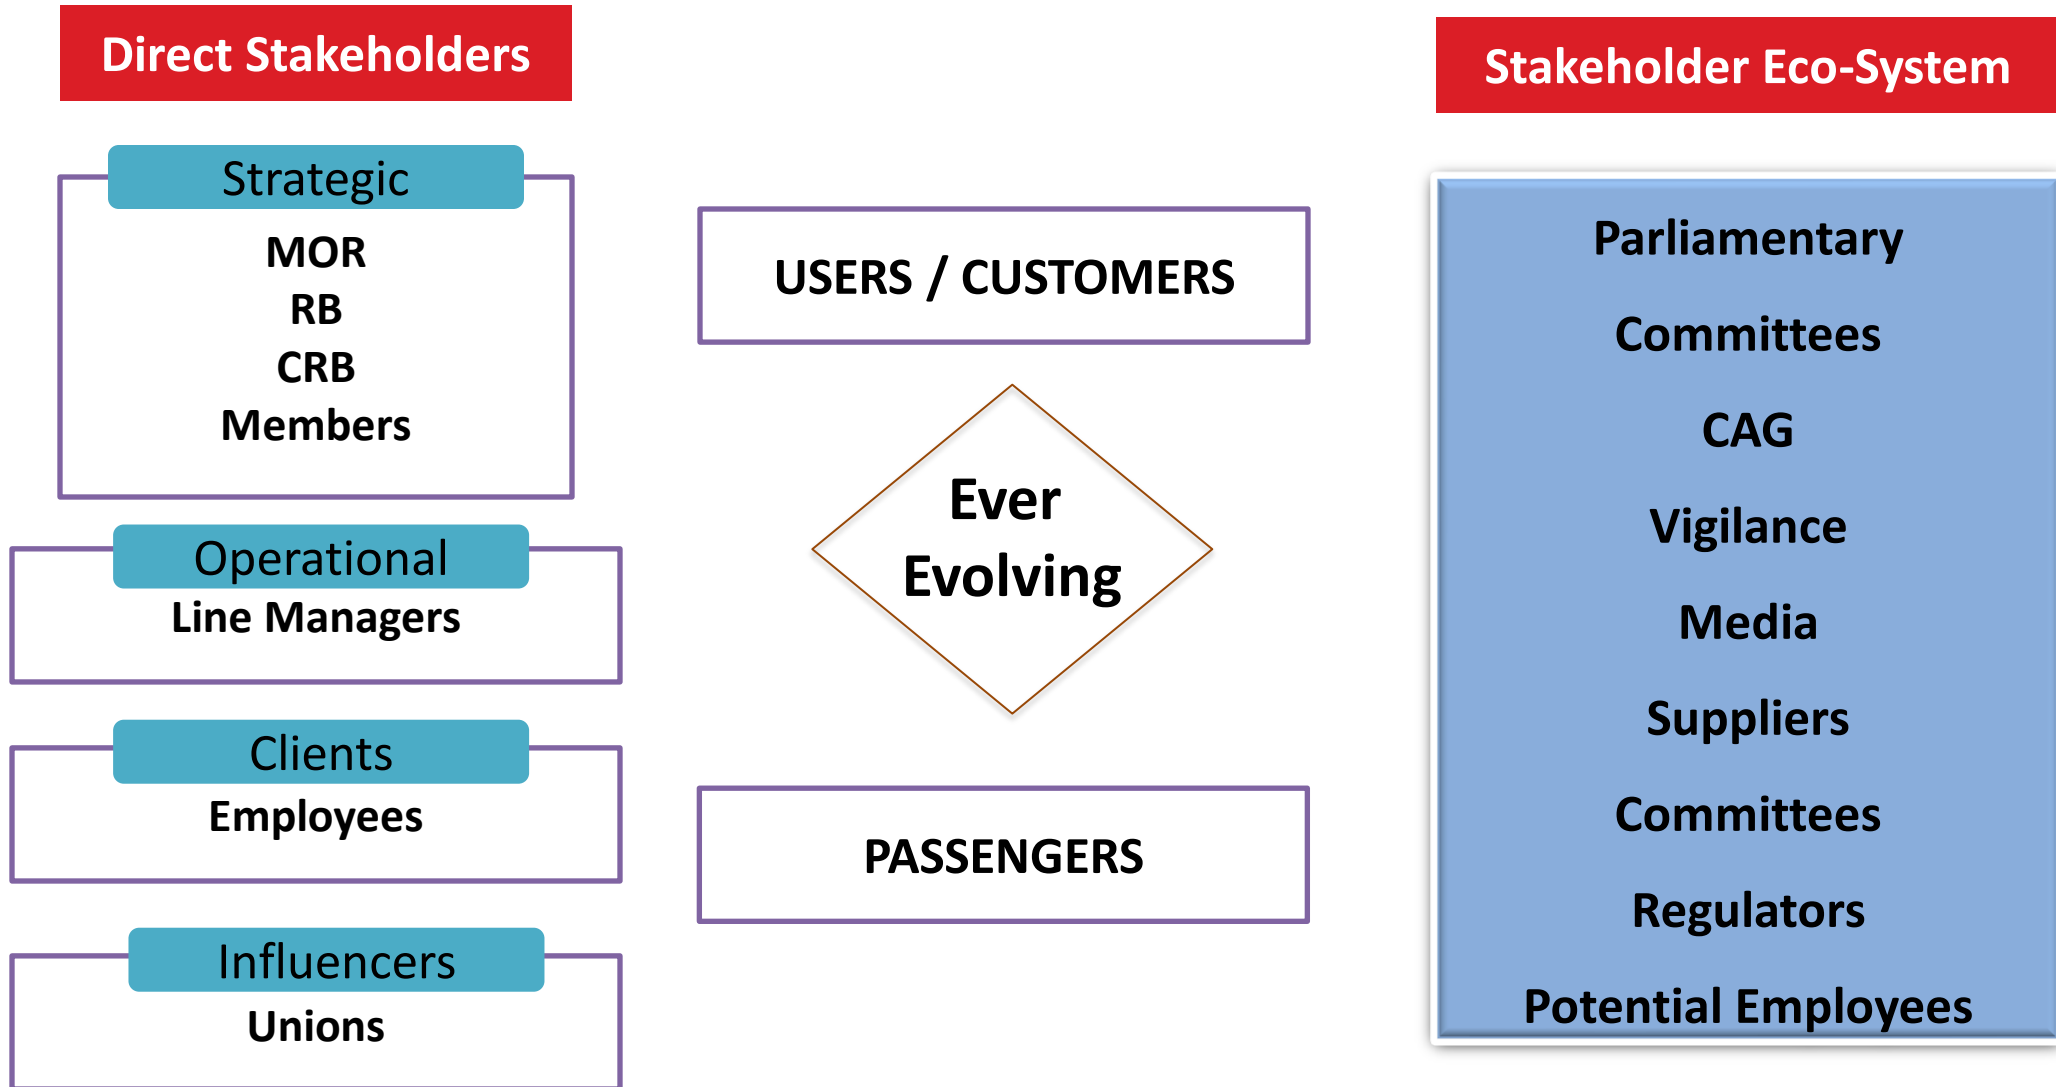 Direct Stakeholders
Strategic
MOR
RB
CRB
Members
Operational
Line Managers
Clients
Employees
Influencers
Unions
USERS / CUSTOMERS
Ever
Evolving
PASSENGERS
Stakeholder Eco-System
Parliamentary
Committees
CAG
Vigilance
Media
Suppliers
Committees
Regulators
Potential Employees